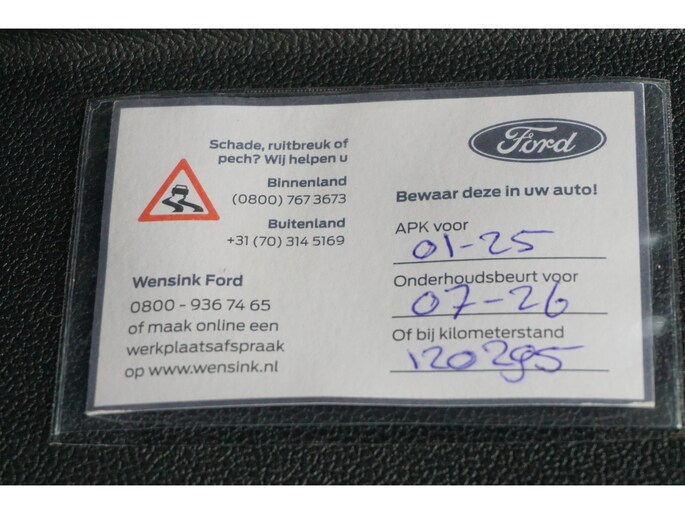 Schade, ruitbreuk of
pech? Wij helpen u
Binnenland
(0800) 767 3673
Buitenland
+31 (70) 314 5169
Wensink Ford
0800 - 936 74 65
of maak online een
werkplaatsafspraak
op www.wensink.nl
Ford
Bewaar deze in uw auto!
APK voor
01-25
Onderhoudsbeurt voor
07-26
Of bij kilometerstand
120295